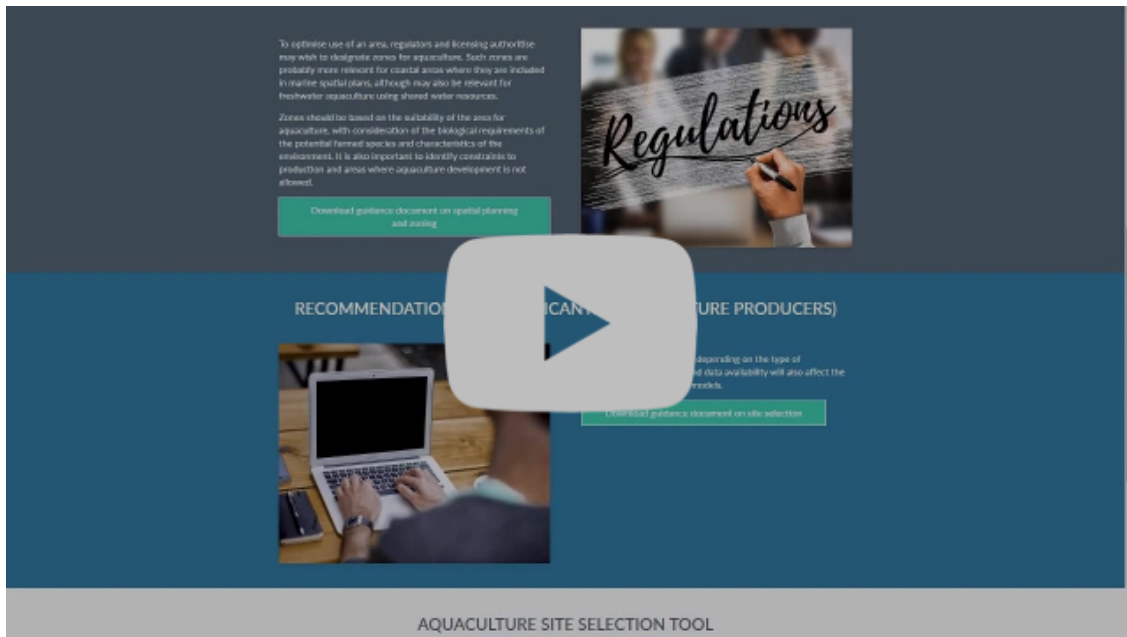 To optimise use of an area, regulators and licensing authoritise
may wish to designate zones for aquaculture. Such zones are
probably more relevant for coastal areas where they are included
in marine spatial plans, although may also be relevant for
freshwater aquaculture using shared water resources.
Zones should be based on the suitability of the area for
aquaculture, with consideration of the biological requirements of
the potential farmed species and characteristics of the
environment. It is also important to identify constraints to
production and areas where aquaculture development is not
allowed.
Download guidance document on spatial planning
and zoning
Regulations
RECOMMENDATION ICANT TURE PRODUCERS)
depending on the type of
d data availability will also affect the
models.
Download guidance document on site selection
AQUACULTURE SITE SELECTION TOOL